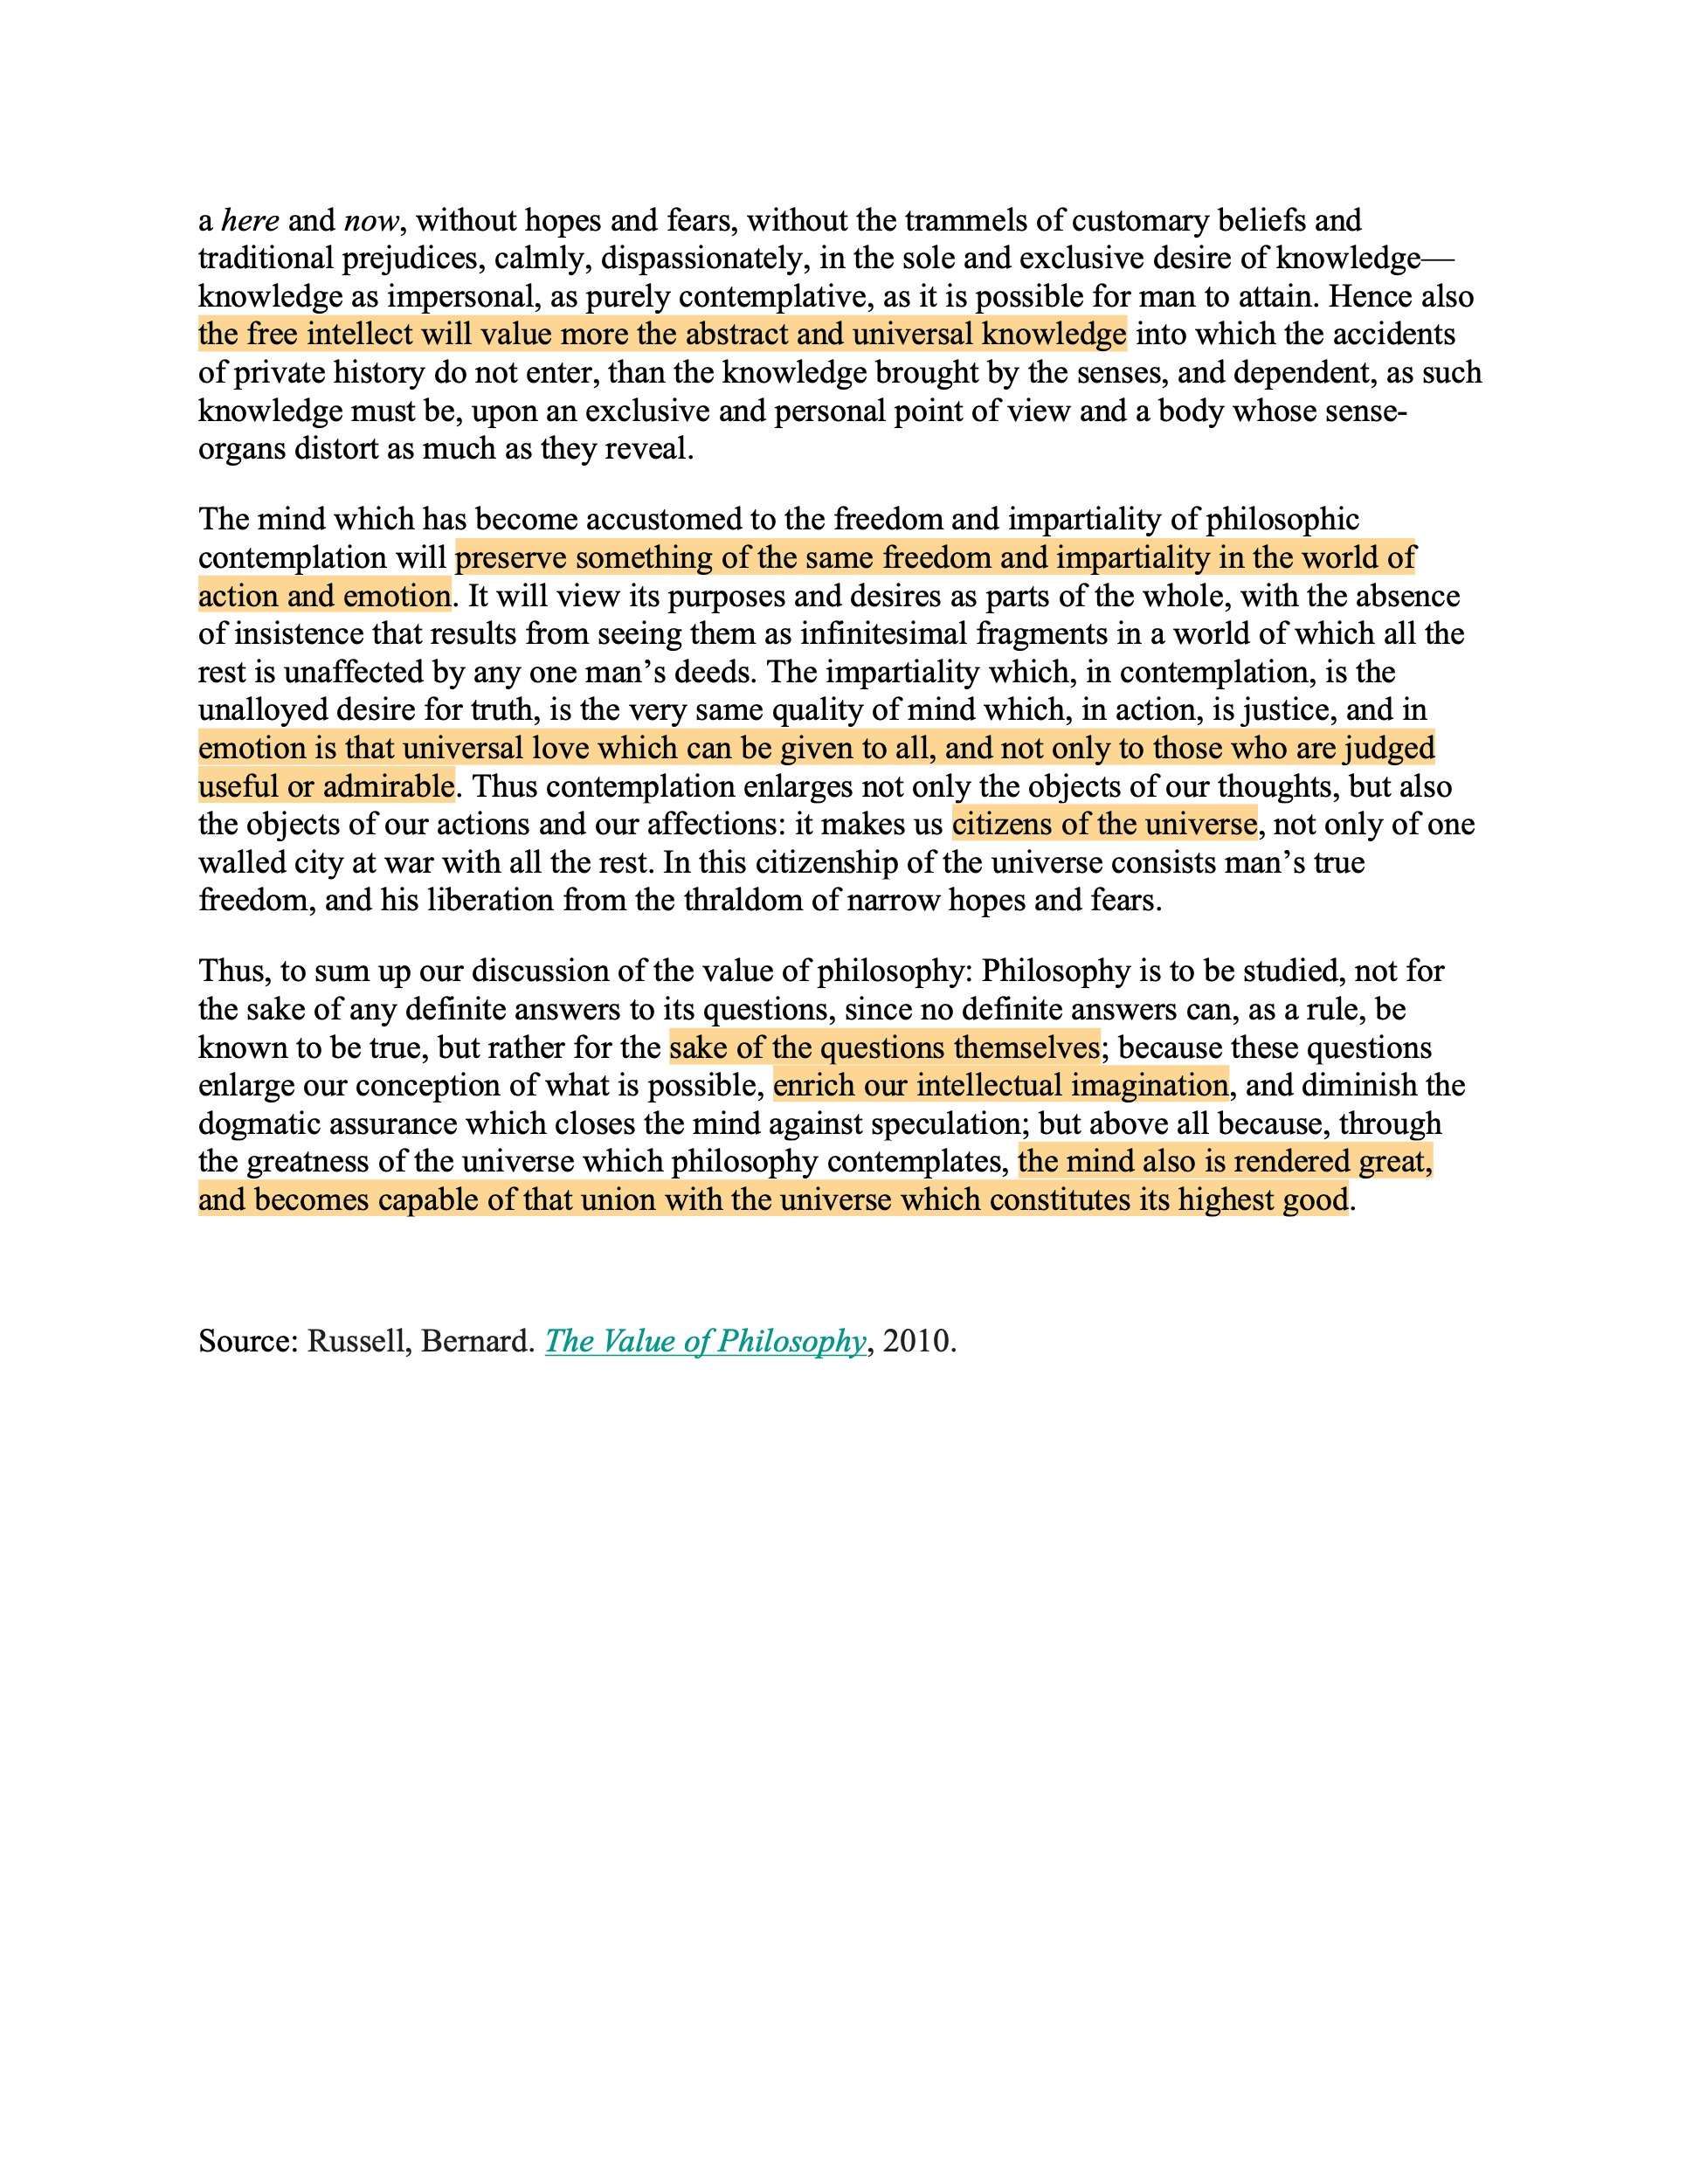 a here and now, without hopes and fears, without the trammels of customary beliefs and
traditional prejudices, calmly, dispassionately, in the sole and exclusive desire of knowledge—
knowledge as impersonal, as purely contemplative, as it is possible for man to attain. Hence also
the free intellect will value more the abstract and universal knowledge into which the accidents
of private history do not enter, than the knowledge brought by the senses, and dependent, as such
knowledge must be, upon an exclusive and personal point of view and a body whose sense-
organs distort as much as they reveal.
The mind which has become accustomed to the freedom and impartiality of philosophic
contemplation will preserve something of the same freedom and impartiality in the world of
action and emotion. It will view its purposes and desires as parts of the whole, with the absence
of insistence that results from seeing them as infinitesimal fragments in a world of which all the
rest is unaffected by any one man’s deeds. The impartiality which, in contemplation, is the
unalloyed desire for truth, is the very same quality of mind which, in action, is justice, and in
emotion is that universal love which can be given to all, and not only to those who are judged
useful or admirable. Thus contemplation enlarges not only the objects of our thoughts, but also
the objects of our actions and our affections: it makes us citizens of the universe, not only of one
walled city at war with all the rest. In this citizenship of the universe consists man’s true
freedom, and his liberation from the thraldom of narrow hopes and fears.
Thus, to sum up our discussion of the value of philosophy: Philosophy is to be studied, not for
the sake of any definite answers to its questions, since no definite answers can, as a rule, be
known to be true, but rather for the sake of the questions themselves; because these questions
enlarge our conception of what is possible, enrich our intellectual imagination, and diminish the
dogmatic assurance which closes the mind against speculation; but above all because, through
the greatness of the universe which philosophy contemplates, the mind also is rendered great,
and becomes capable of that union with the universe which constitutes its highest good.
Source: Russell, Bernard. The Value of Philosophy, 2010.